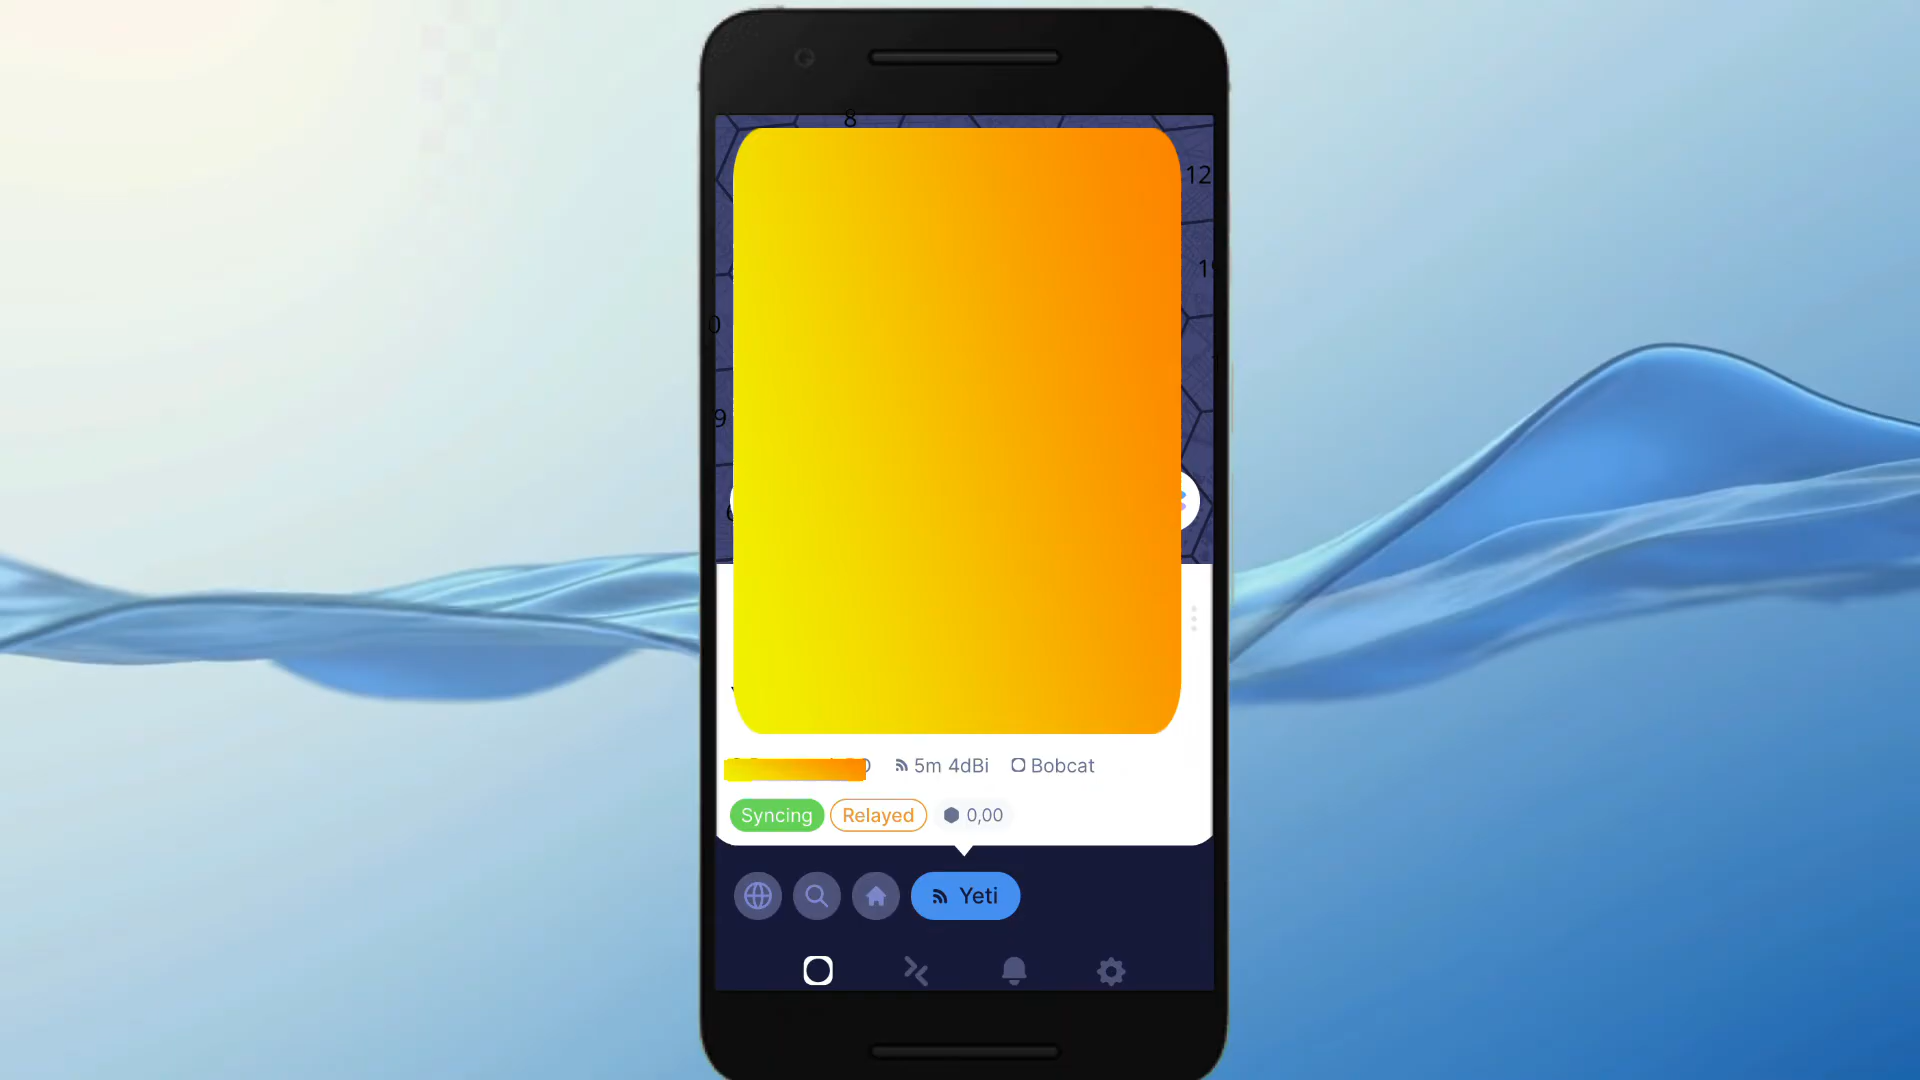 8
12
0
9
5m 4dBi Bobcat
Syncing Relayed 0,00
Yeti